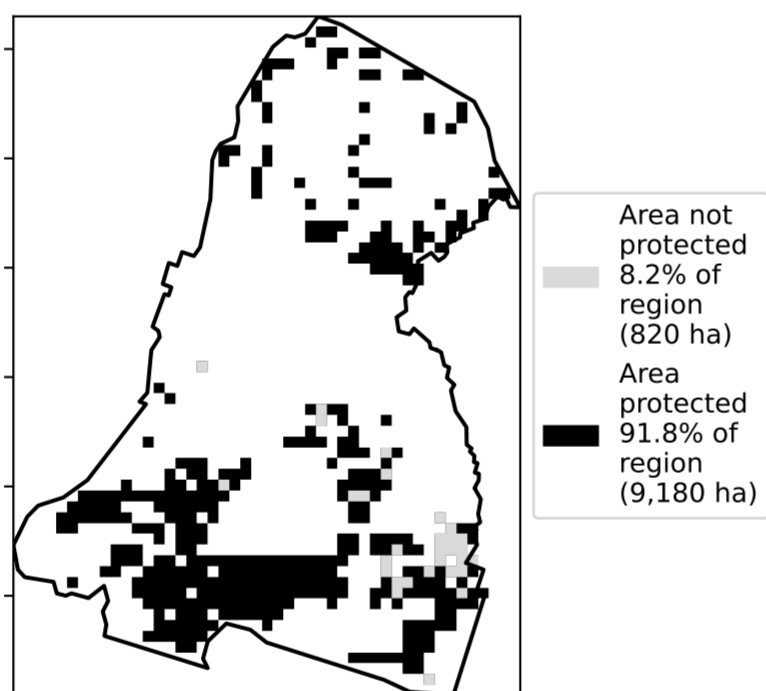 Area not
protected
8.2% of
region
(820 ha)
Area
protected
91.8% of
region
(9,180 ha)